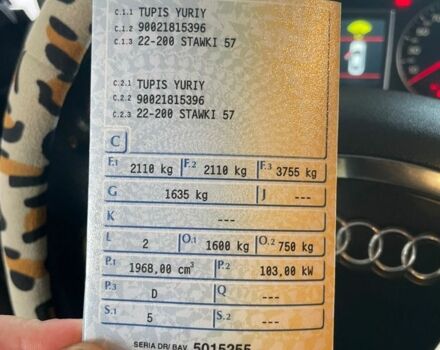 C.1.1 TUPIS YURIY
C.1.2 90021815396
C.1.3 22-200 STAWKI 57
C.2.1 TUPIS YURIY
C.2.2 90021815396
C.2.3 22-200 STAWKI 57
C
F.1 2110 kg F.2 2110 kg F.3 3755 kg
G 1635 kg J ---
K ---
L 2 O.1 1600 kg O.2 750 kg
P.1 1968,00 cm³ P.2 103,00 kW
P.3 D Q ---
S.1 5 S.2 ---
SERIA DR/BAV 5015255